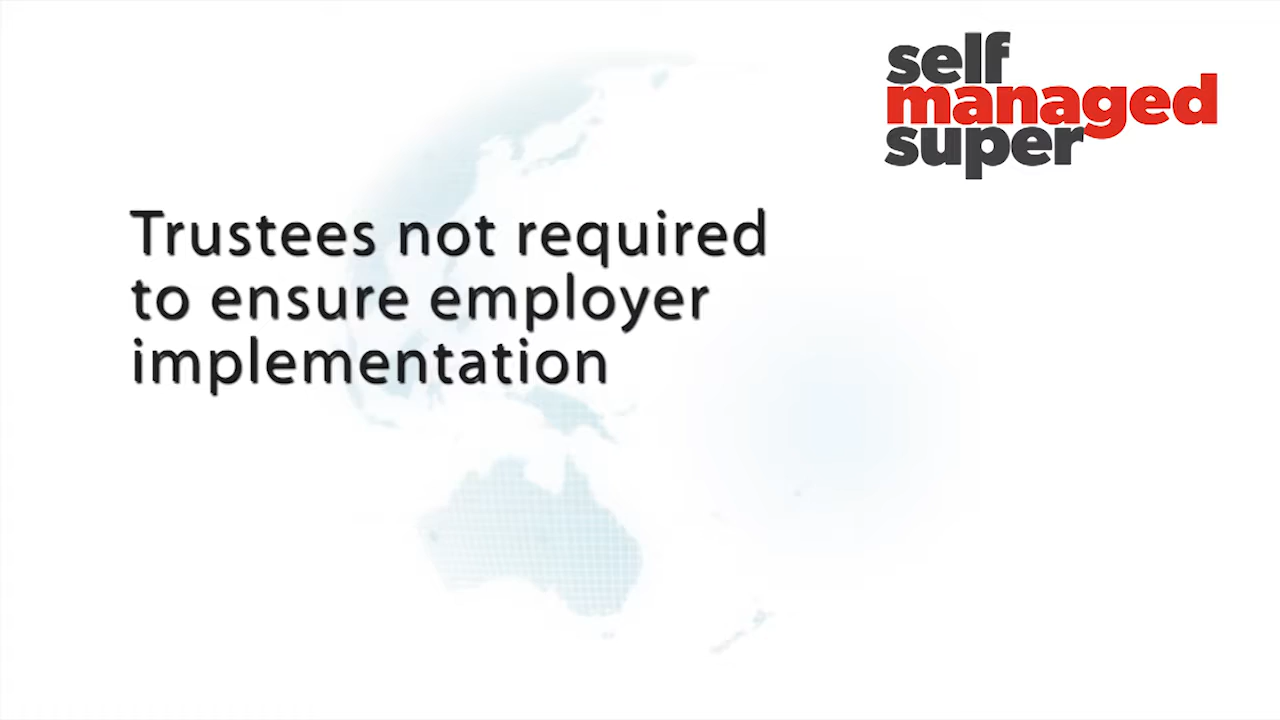 self
managed
super
Trustees not required
to ensure employer
implementation